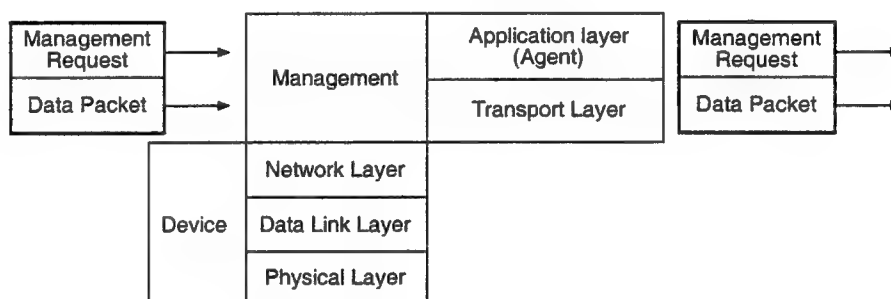 Management
Request
Data Packet
Management
Application layer
(Agent)
Transport Layer
Management
Request
Data Packet
Device
Network Layer
Data Link Layer
Physical Layer